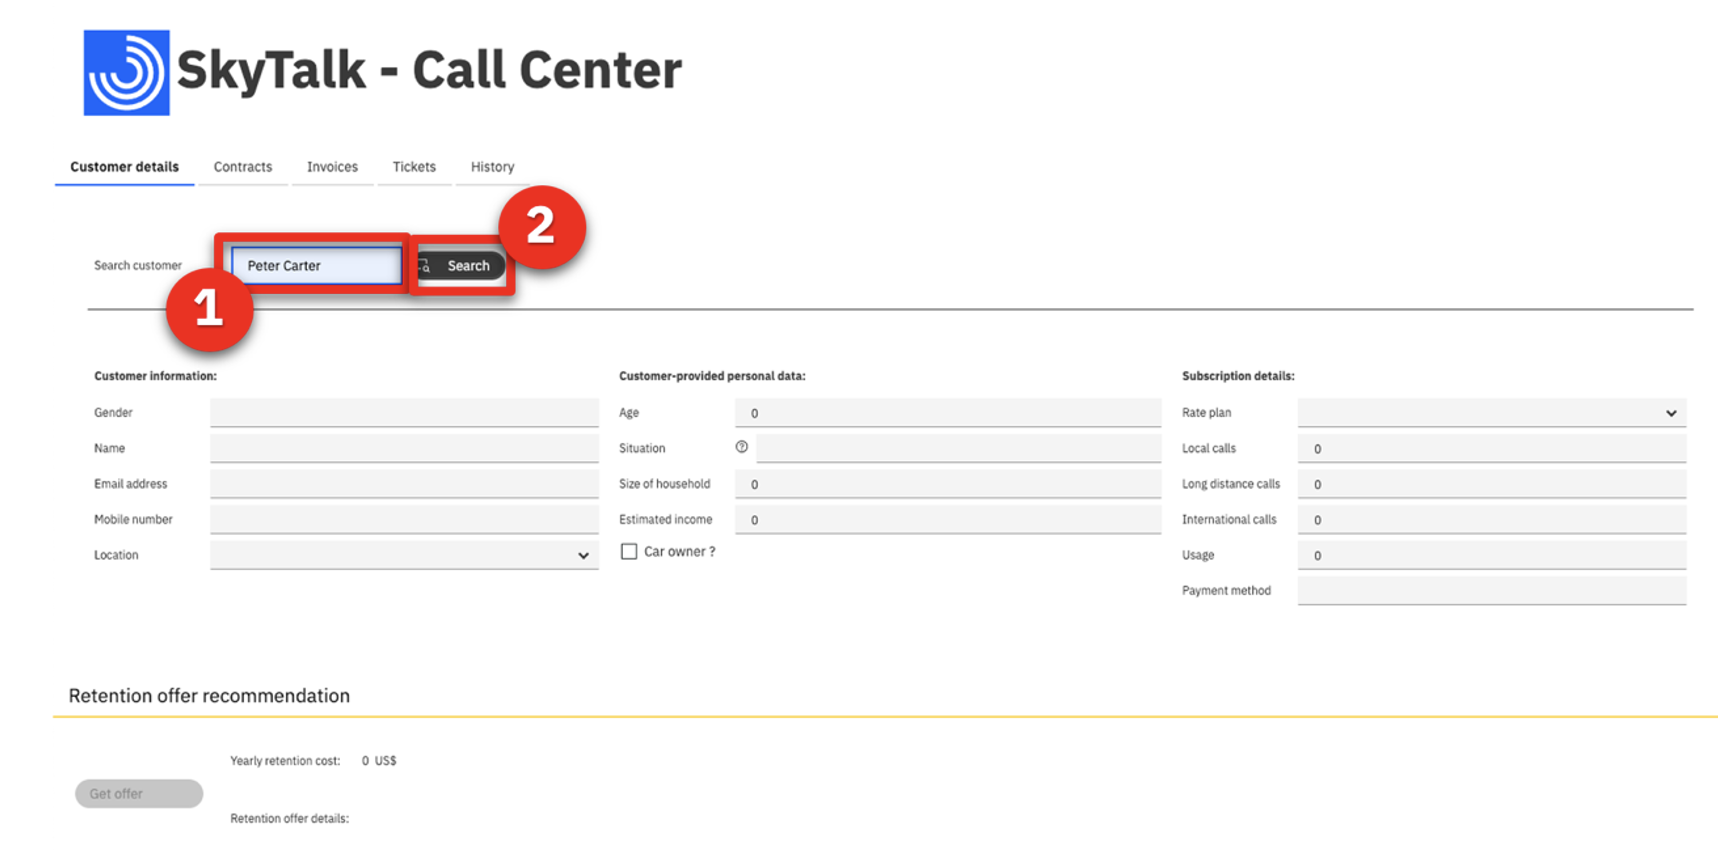 SkyTalk - Call Center
Customer details Contracts Invoices Tickets History
2
Search customer Peter Carter Search
1
Customer information: Customer-provided personal data: Subscription details:
Gender Age 0 Rate plan
Name Situation ? Local calls 0
Email address Size of household 0 Long distance calls 0
Mobile number Estimated income 0 International calls 0
Location Car owner ? Usage 0
Payment method
Retention offer recommendation
Yearly retention cost: 0 US$
Get offer
Retention offer details: